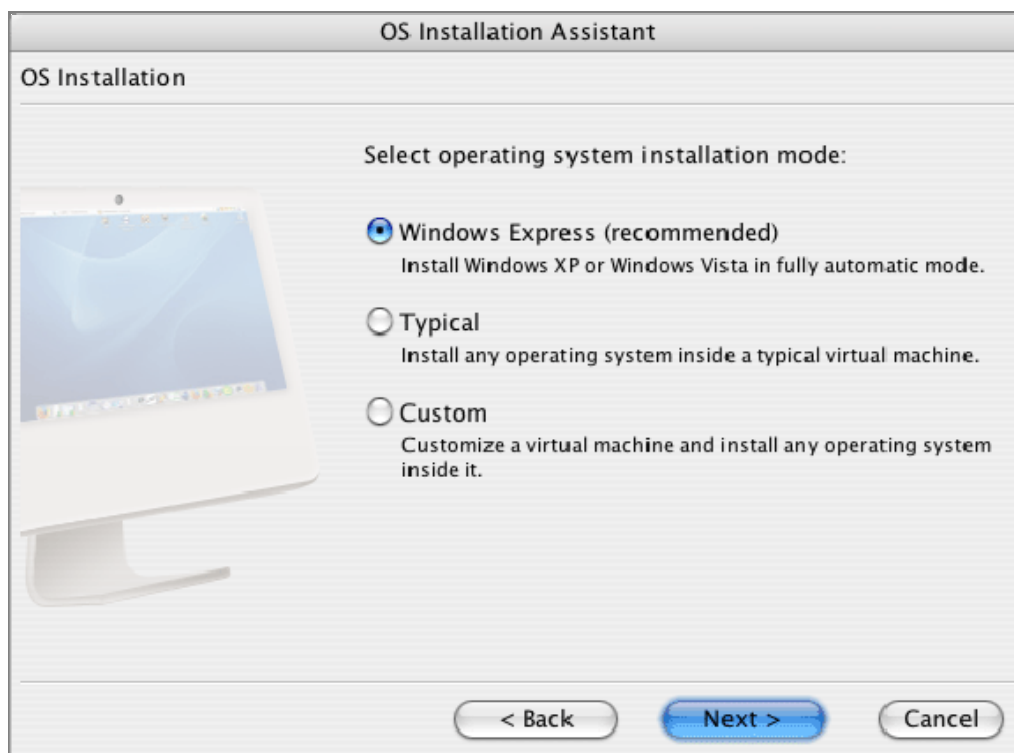 OS Installation Assistant
OS Installation
Select operating system installation mode:
Windows Express (recommended)
Install Windows XP or Windows Vista in fully automatic mode.
Typical
Install any operating system inside a typical virtual machine.
Custom
Customize a virtual machine and install any operating system
inside it.
< Back
Next >
Cancel